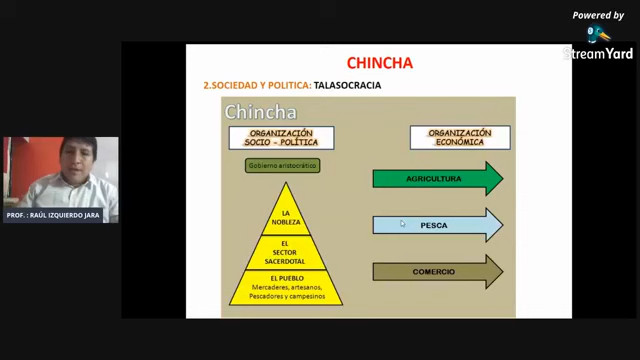 Powered by
StreamYard
CHINCHA
2.SOCIEDAD Y POLITICA: TALASOCRACIA
Chincha
ORGANIZACIÓN
SOCIO - POLÍTICA
ORGANIZACIÓN
ECONÓMICA
Gobierno aristocrático
LA
NOBLEZA
EL
SECTOR
SACERDOTAL
EL PUEBLO
Mercaderes, artesanos,
Pescadores y campesinos
AGRICULTURA
PESCA
COMERCIO
PROF. : RAÚL IZQUIERDO JARA